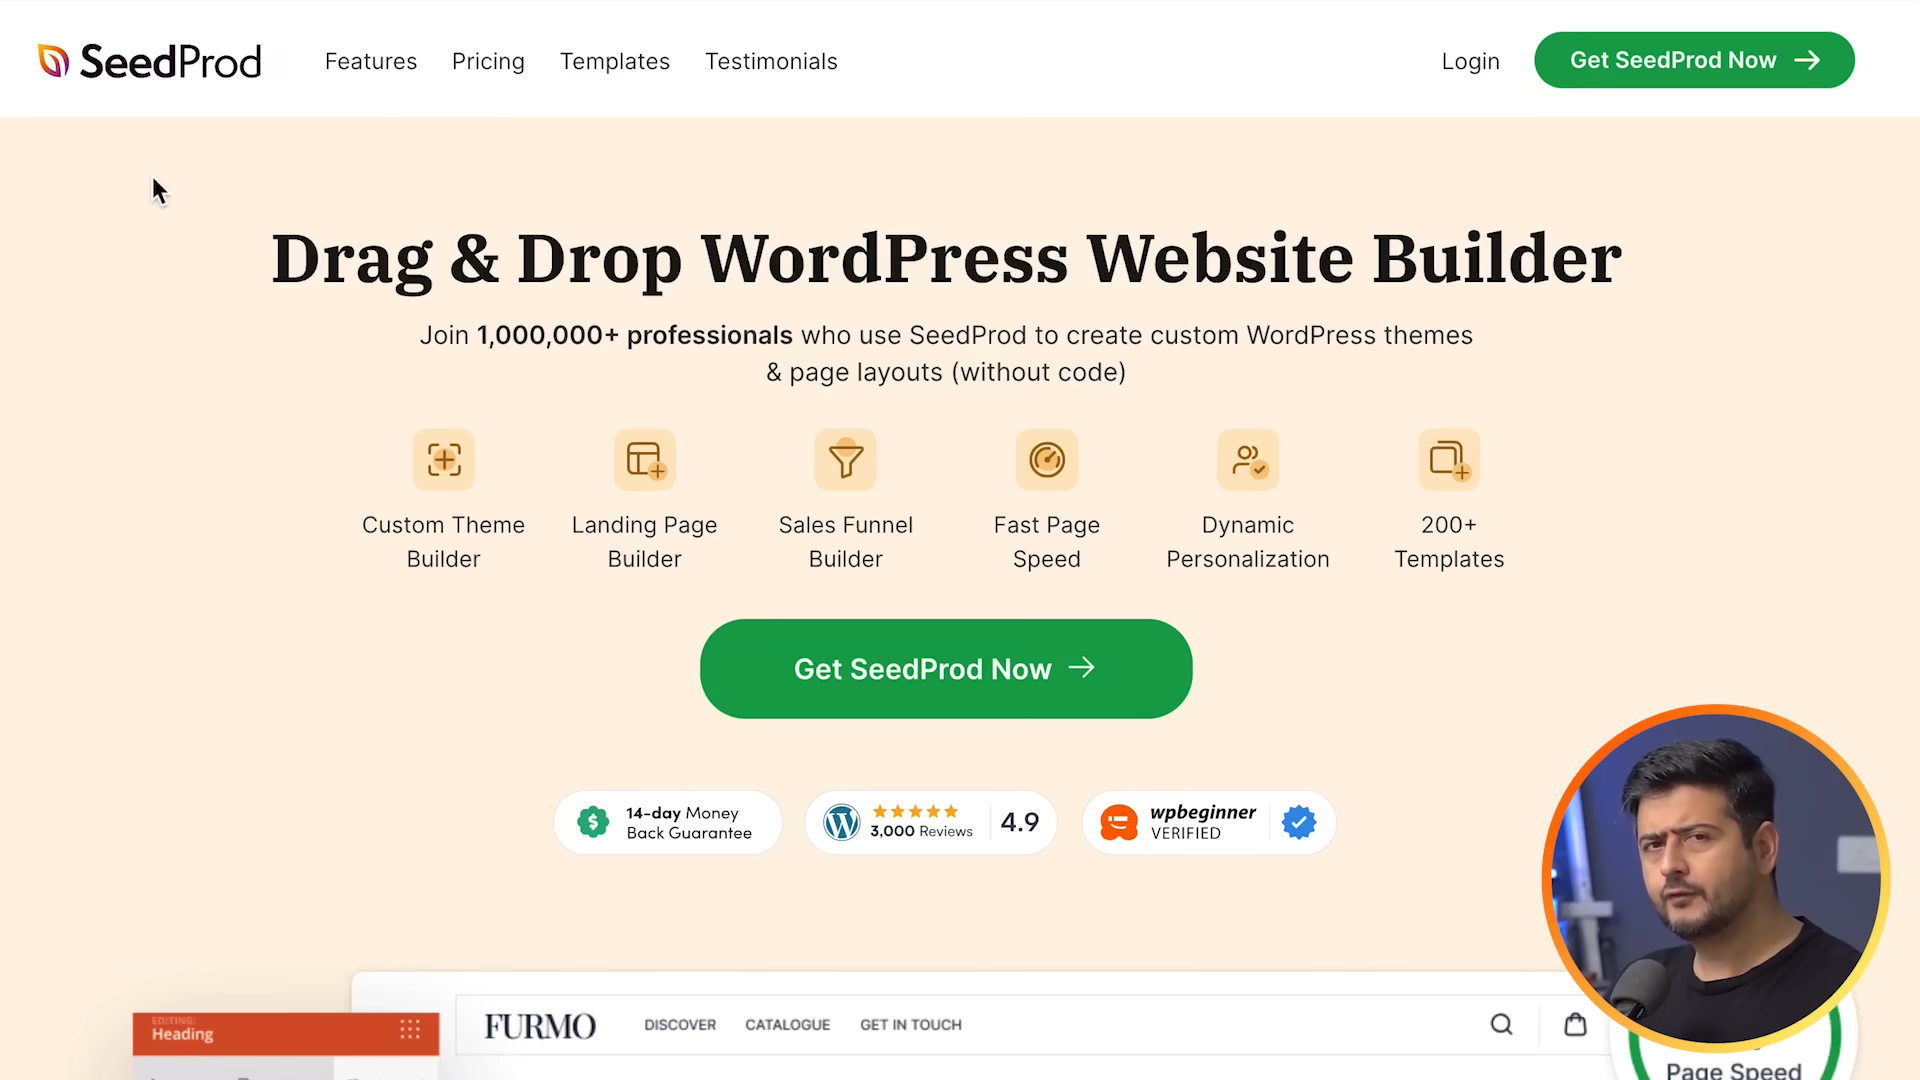 SeedProd
Features
Pricing
Templates
Testimonials
Login
Get SeedProd Now
Drag & Drop WordPress Website Builder
Join 1,000,000+ professionals who use SeedProd to create custom WordPress themes
& page layouts (without code)
Custom Theme
Builder
Landing Page
Builder
Sales Funnel
Builder
Fast Page
Speed
Dynamic
Personalization
200+
Templates
Get SeedProd Now
14-day Money
Back Guarantee
3,000 Reviews
4.9
wpbeginner
VERIFIED
EDITING:
Heading
FURMO
DISCOVER
CATALOGUE
GET IN TOUCH
Page Speed